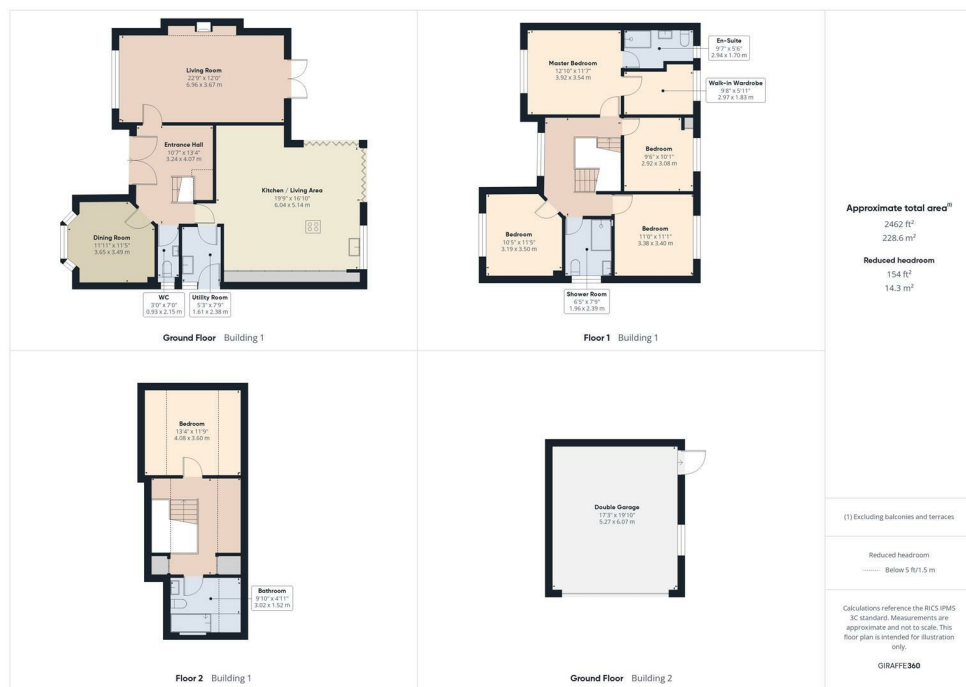 Living Room
22'9" x 12'0"
6.96 x 3.67 m
Entrance Hall
10'7" x 13'4"
3.24 x 4.07 m
Kitchen / Living Area
19'9" x 16'10"
6.04 x 5.14 m
Dining Room
11'11" x 11'5"
3.65 x 3.49 m
WC
3'0" x 7'0"
0.93 x 2.15 m
Utility Room
5'3" x 7'9"
1.61 x 2.38 m
Ground Floor Building 1
En-Suite
9'7" x 5'6"
2.94 x 1.70 m
Master Bedroom
12'10" x 11'7"
3.92 x 3.54 m
Walk-in Wardrobe
9'8" x 5'11"
2.97 x 1.83 m
Bedroom
9'6" x 10'1"
2.92 x 3.08 m
Bedroom
10'5" x 11'5"
3.19 x 3.50 m
Bedroom
11'0" x 11'1"
3.38 x 3.40 m
Shower Room
6'5" x 7'9"
1.96 x 2.39 m
Floor 1 Building 1
Bedroom
13'4" x 11'9"
4.08 x 3.60 m
Bathroom
9'10" x 4'11"
3.02 x 1.52 m
Floor 2 Building 1
Double Garage
17'3" x 19'10"
5.27 x 6.07 m
Ground Floor Building 2
Approximate total area(1)
2462 ft²
228.6 m²
Reduced headroom
154 ft²
14.3 m²
(1) Excluding balconies and terraces
Reduced headroom
Below 5 ft/1.5 m
Calculations reference the RICS IPMS
3C standard. Measurements are
approximate and not to scale. This
floor plan is intended for illustration
only.
GIRAFFE360